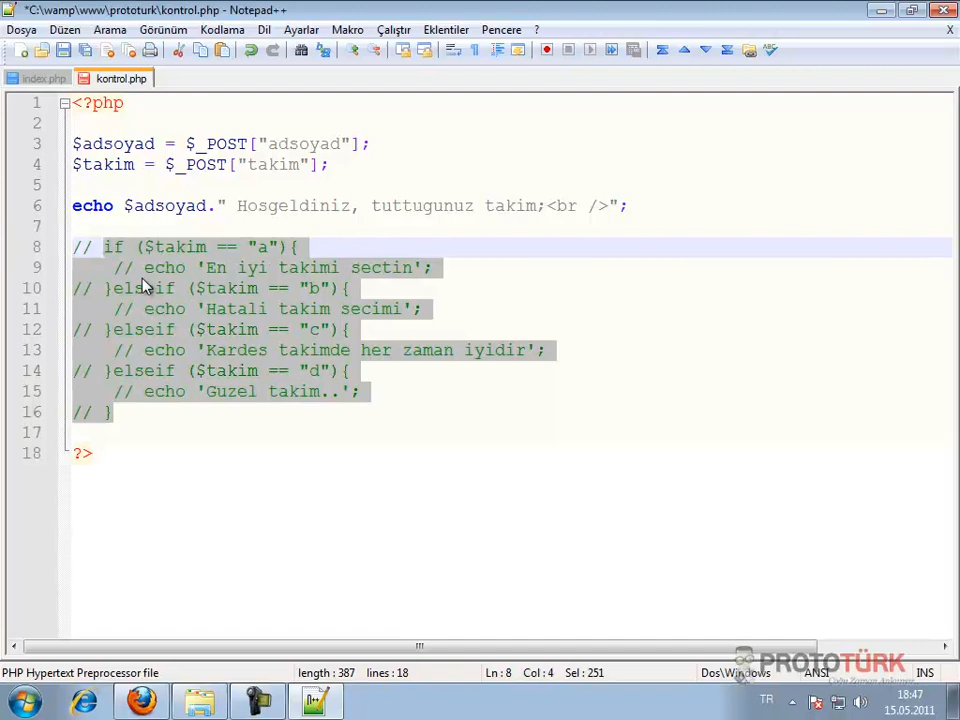 *C:\wamp\www\prototurk\kontrol.php - Notepad++
Dosya Düzen Arama Görünüm Kodlama Dil Ayarlar Makro Çalıştır Eklentiler Pencere ? X
index.php kontrol.php
1 <?php
2
3 $adsoyad = $_POST["adsoyad"];
4 $takim = $_POST["takim"];
5
6 echo $adsoyad." Hosgeldiniz, tuttugunuz takim;<br />";
7
8 // if ($takim == "a"){
9 // echo 'En iyi takimi sectin';
10 // }elseif ($takim == "b"){
11 // echo 'Hatali takim secimi';
12 // }elseif ($takim == "c"){
13 // echo 'Kardes takimde her zaman iyidir';
14 // }elseif ($takim == "d"){
15 // echo 'Guzel takim..';
16 // }
17
18 ?>
PROTOTÜRK
PHP Hypertext Preprocessor file length : 387 lines : 18 Ln : 8 Col : 4 Sel : 251 Dos\Windows ANSI INS
TR 18:47
15.05.2011